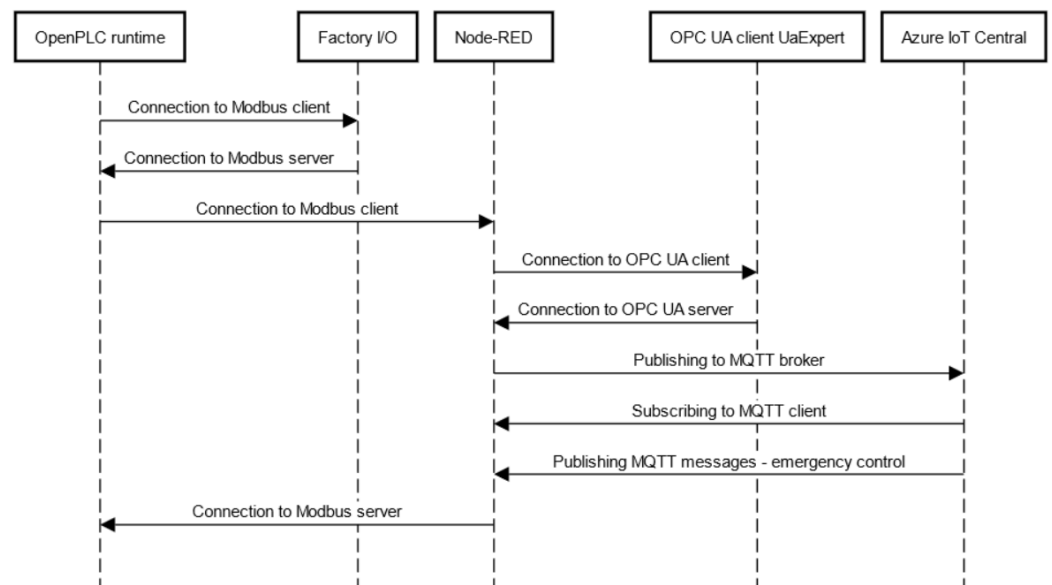 OpenPLC runtime
Factory I/O
Node-RED
OPC UA client UaExpert
Azure IoT Central
Connection to Modbus client
Connection to Modbus server
Connection to Modbus client
Connection to OPC UA client
Connection to OPC UA server
Publishing to MQTT broker
Subscribing to MQTT client
Publishing MQTT messages - emergency control
Connection to Modbus server